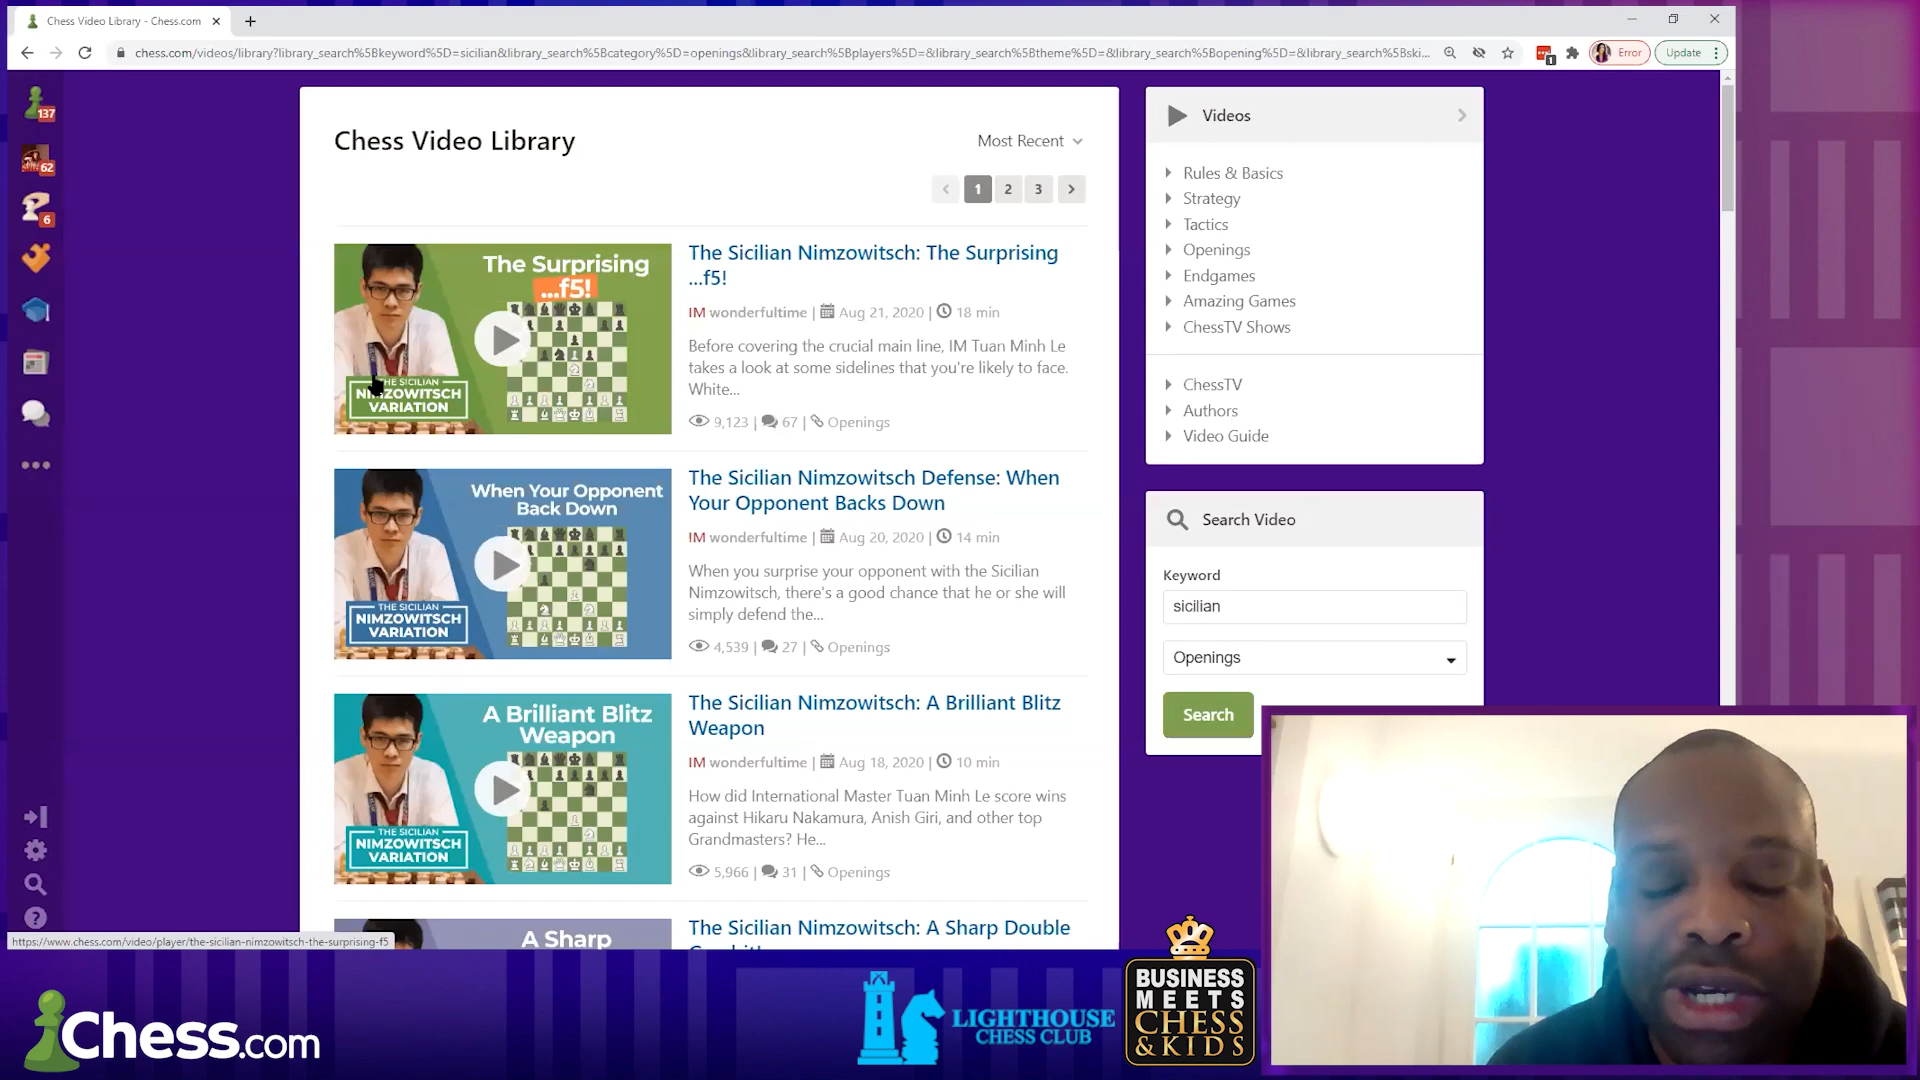 Chess Video Library - Chess.com
chess.com/videos/library?library_search%5Bkeyword%5D=sicilian&library_search%5Bcategory%5D=openings&library_search%5Bplayers%5D=&library_search%5Btheme%5D=&library_search%5Bopening%5D=&library_search%5Bski...
1
Error
Update
137
62
6
Chess Video Library
Most Recent
1 2 3
The Surprising
...f5!
THE SICILIAN
NIMZOWITSCH
VARIATION
The Sicilian Nimzowitsch: The Surprising
...f5!
IM wonderfultime | Aug 21, 2020 | 18 min
Before covering the crucial main line, IM Tuan Minh Le
takes a look at some sidelines that you're likely to face.
White...
9,123 | 67 | Openings
When Your Opponent
Back Down
THE SICILIAN
NIMZOWITSCH
VARIATION
The Sicilian Nimzowitsch Defense: When
Your Opponent Backs Down
IM wonderfultime | Aug 20, 2020 | 14 min
When you surprise your opponent with the Sicilian
Nimzowitsch, there's a good chance that he or she will
simply defend the...
4,539 | 27 | Openings
A Brilliant Blitz
Weapon
THE SICILIAN
NIMZOWITSCH
VARIATION
The Sicilian Nimzowitsch: A Brilliant Blitz
Weapon
IM wonderfultime | Aug 18, 2020 | 10 min
How did International Master Tuan Minh Le score wins
against Hikaru Nakamura, Anish Giri, and other top
Grandmasters? He...
5,966 | 31 | Openings
A Sharp
The Sicilian Nimzowitsch: A Sharp Double
Videos
Rules & Basics
Strategy
Tactics
Openings
Endgames
Amazing Games
ChessTV Shows
ChessTV
Authors
Video Guide
Search Video
Keyword
sicilian
Openings
Search
https://www.chess.com/video/player/the-sicilian-nimzowitsch-the-surprising-f5
Chess.com
LIGHTHOUSE
CHESS CLUB
BUSINESS
MEETS
CHESS
& KIDS